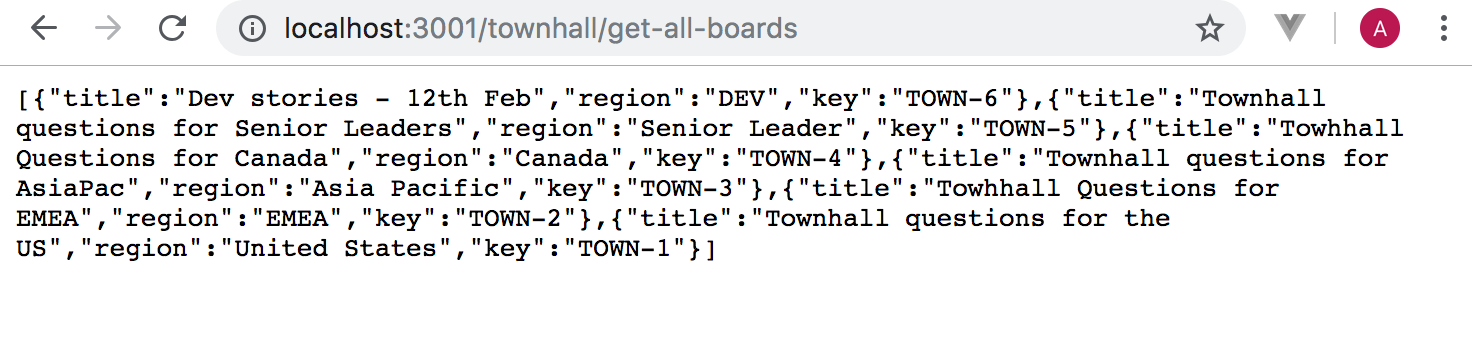 localhost:3001/townhall/get-all-boards
A
[{"title":"Dev stories - 12th Feb","region":"DEV","key":"TOWN-6"},{"title":"Townhall
questions for Senior Leaders","region":"Senior Leader","key":"TOWN-5"},{"title":"Towhhall
Questions for Canada","region":"Canada","key":"TOWN-4"},{"title":"Townhall questions for
AsiaPac","region":"Asia Pacific","key":"TOWN-3"},{"title":"Towhhall Questions for
EMEA","region":"EMEA","key":"TOWN-2"},{"title":"Townhall questions for the
US","region":"United States","key":"TOWN-1"}]